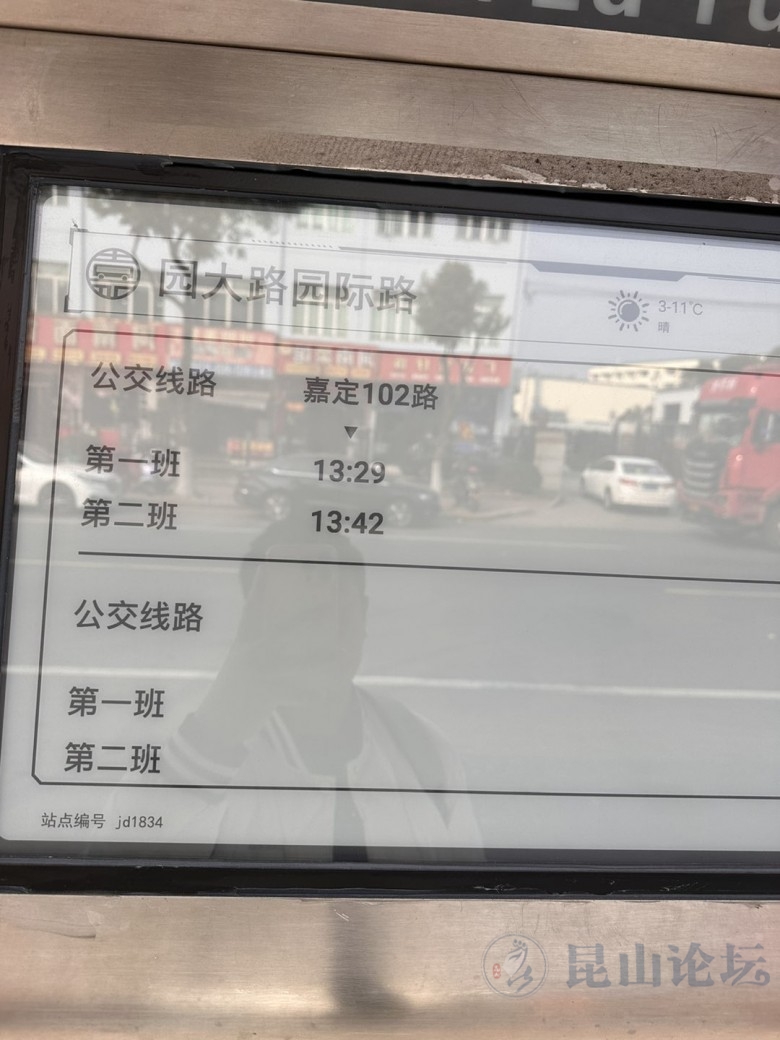 园大路园际路
3-11℃
晴
公交线路 嘉定102路
▼
第一班 13:29
第二班 13:42
公交线路
第一班
第二班
站点编号 jd1834
昆山论坛